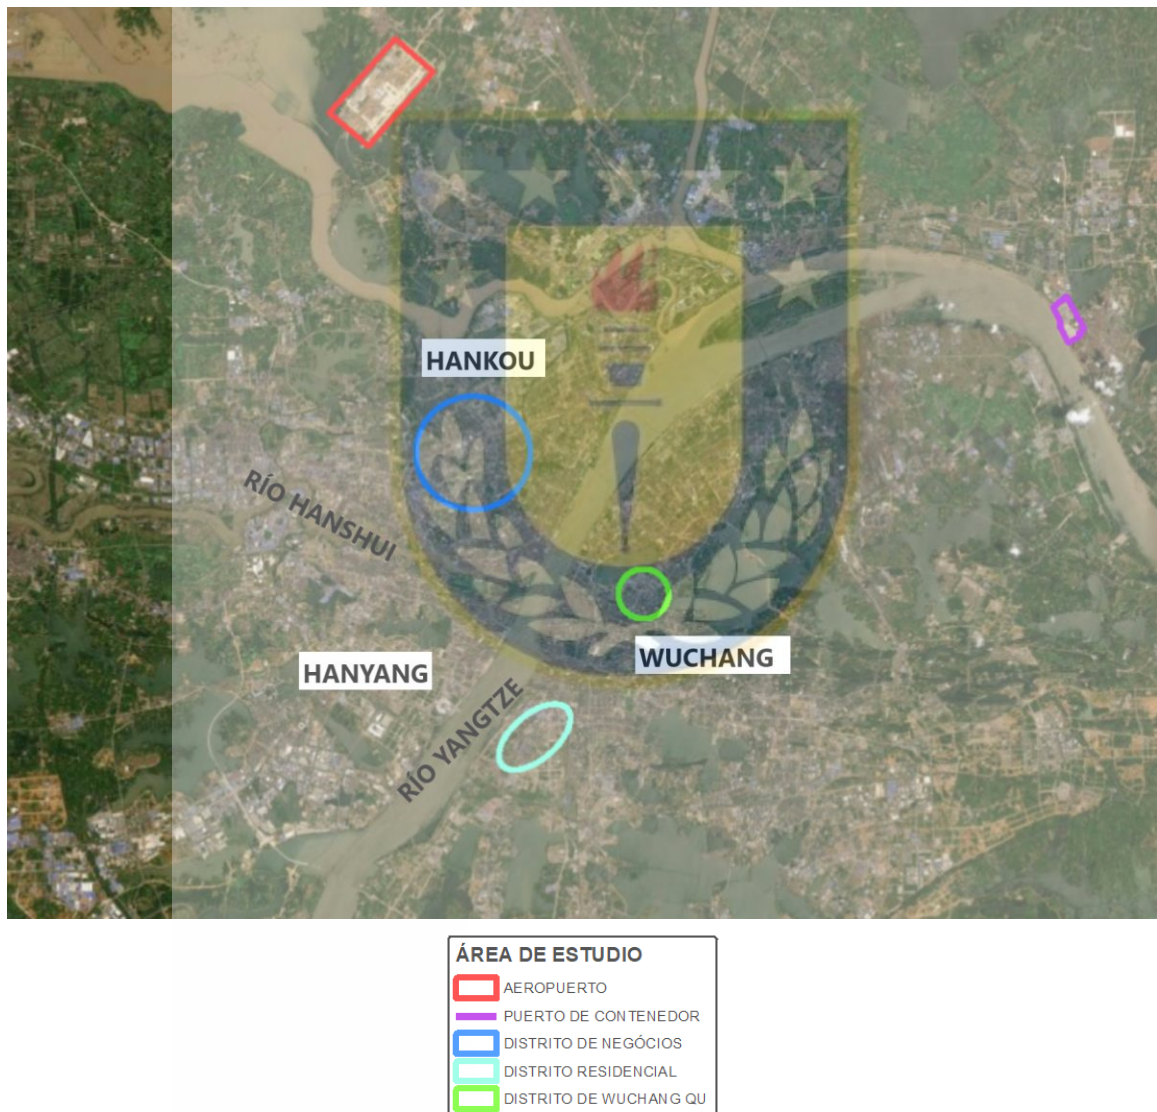 HANKOU
RÍO HANSHUI
WUCHANG
HANYANG
RÍO YANGTZE
ÁREA DE ESTUDIO
AEROPUERTO
PUERTO DE CONTENEDOR
DISTRITO DE NEGÓCIOS
DISTRITO RESIDENCIAL
DISTRITO DE WUCHANG QU